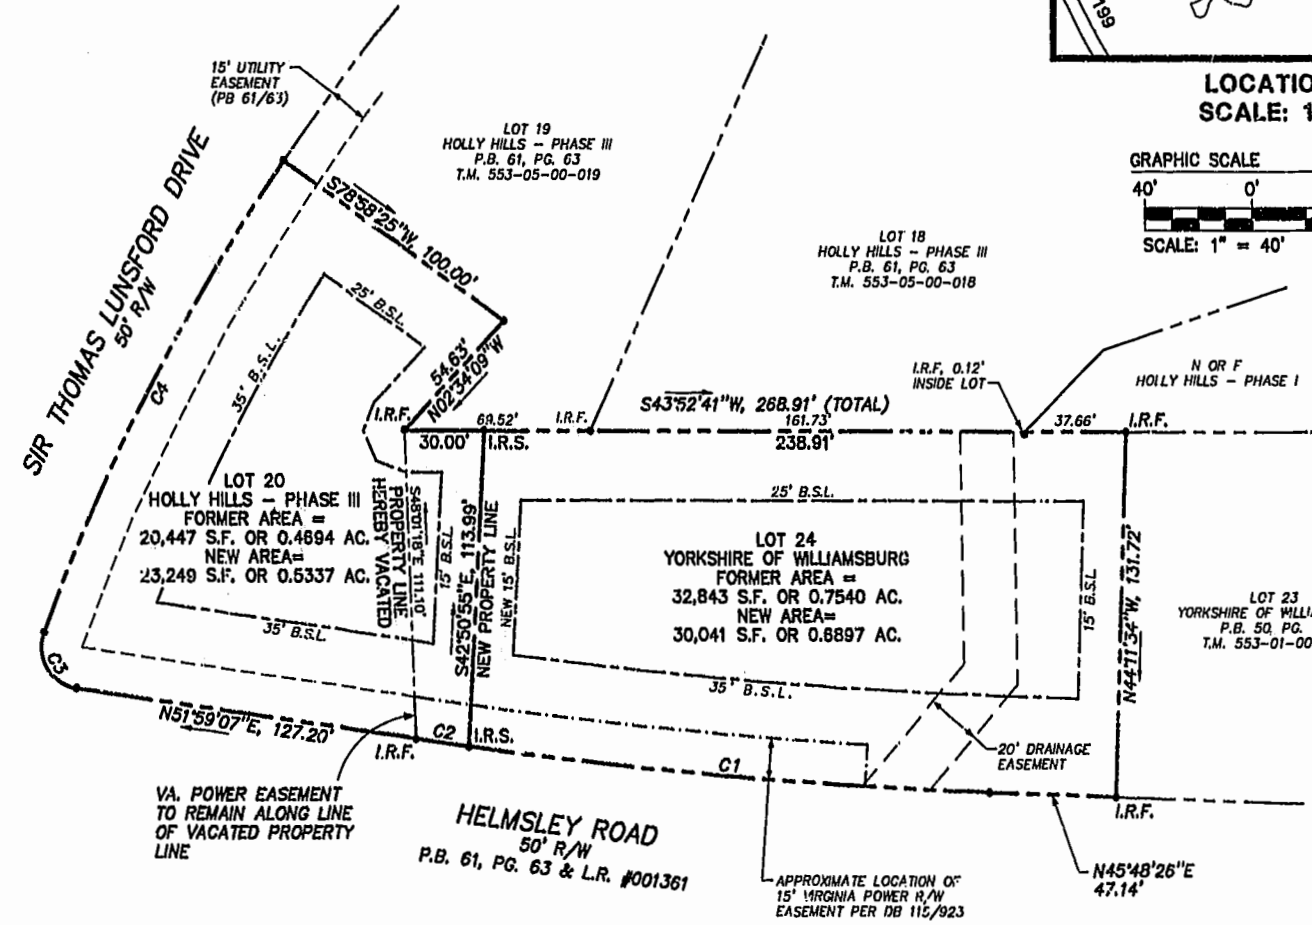 199
LOCATIO
SCALE: 1
GRAPHIC SCALE
40' 0'
SCALE: 1" = 40'
15' UTILITY
EASEMENT
(PB 61/63)
LOT 19
HOLLY HILLS - PHASE III
P.B. 61, PG. 63
T.M. 553-05-00-019
SIR THOMAS LUNSFORD DRIVE
50' R/W
S78°58'25"W, 100.00'
LOT 18
HOLLY HILLS - PHASE III
P.B. 61, PG. 63
T.M. 553-05-00-018
25' B.S.L.
35' B.S.L.
C4
54.63'
N02°34'09"W
I.R.F, 0.12'
INSIDE LOT
N OR F
HOLLY HILLS - PHASE I
S43°52'41"W, 268.91' (TOTAL)
I.R.F.
69.52'
I.R.F.
161.73'
37.66'
I.R.F.
30.00'
I.R.S.
238.91'
LOT 20
HOLLY HILLS - PHASE III
FORMER AREA =
20,447 S.F. OR 0.4694 AC.
NEW AREA=
23,249 S.F. OR 0.5337 AC.
S48°01'18"E 111.10'
PROPERTY LINE
HEREBY VACATED
15' B.S.L.
S42°50'55"E, 113.99'
NEW PROPERTY LINE
NEW 15' B.S.L.
25' B.S.L.
LOT 24
YORKSHIRE OF WILLIAMSBURG
FORMER AREA =
32,843 S.F. OR 0.7540 AC.
NEW AREA=
30,041 S.F. OR 0.6897 AC.
15' B.S.L.
N44°11'34"W, 131.72'
LOT 23
YORKSHIRE OF WILLI
P.B. 50, PG.
T.M. 553-01-00
35' B.S.L.
35' B.S.L.
C3
N51°59'07"E, 127.20'
I.R.F.
C2
I.R.S.
C1
20' DRAINAGE
EASEMENT
I.R.F.
VA. POWER EASEMENT
TO REMAIN ALONG LINE
OF VACATED PROPERTY
LINE
HELMSLEY ROAD
50' R/W
P.B. 61, PG. 63 & L.R. #001361
APPROXIMATE LOCATION OF
15' VIRGINIA POWER R/W
EASEMENT PER DB 115/923
N45°48'26"E
47.14'